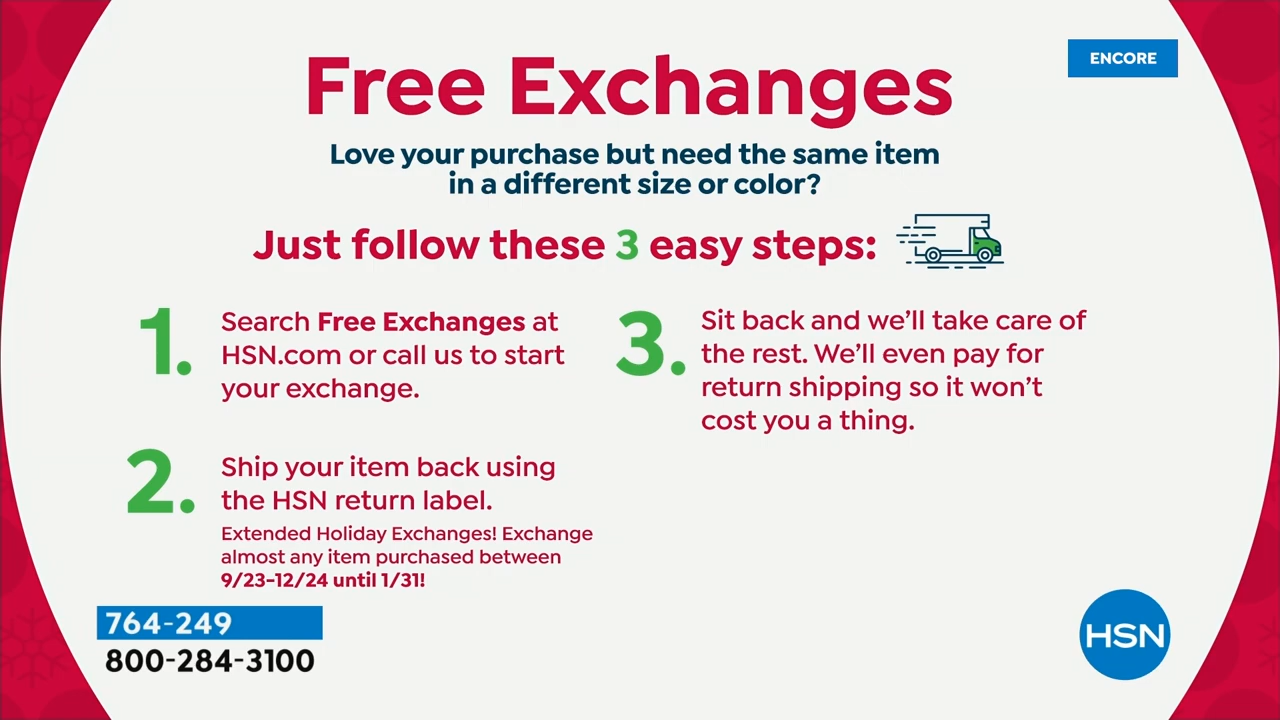 ENCORE
Free Exchanges
Love your purchase but need the same item
in a different size or color?
Just follow these 3 easy steps:
1. Search Free Exchanges at
HSN.com or call us to start
your exchange.
2. Ship your item back using
the HSN return label.
Extended Holiday Exchanges! Exchange
almost any item purchased between
9/23-12/24 until 1/31!
3. Sit back and we’ll take care of
the rest. We’ll even pay for
return shipping so it won’t
cost you a thing.
764-249
800-284-3100
HSN